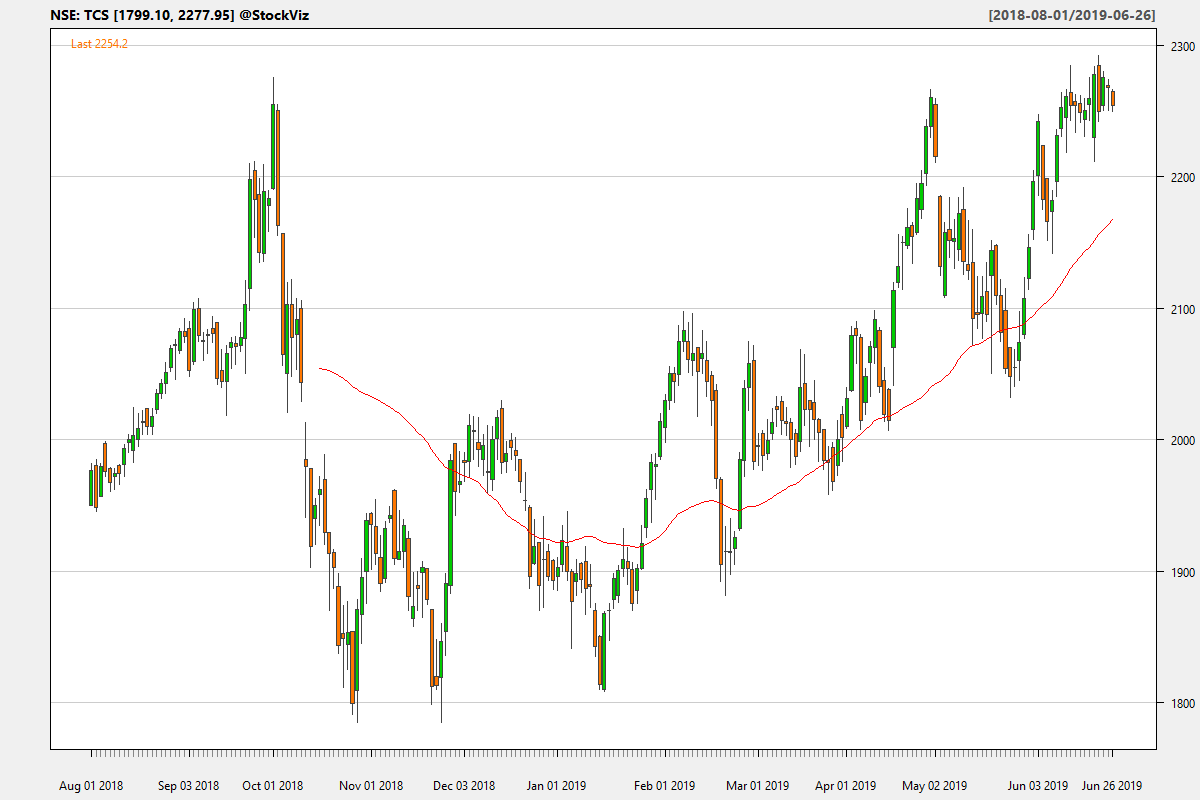 NSE: TCS [1799.10, 2277.95] @StockViz [2018-08-01/2019-06-26]
Last 2254.2
2300
2200
2100
2000
1900
1800
Aug 01 2018 Sep 03 2018 Oct 01 2018 Nov 01 2018 Dec 03 2018 Jan 01 2019 Feb 01 2019 Mar 01 2019 Apr 01 2019 May 02 2019 Jun 03 2019 Jun 26 2019